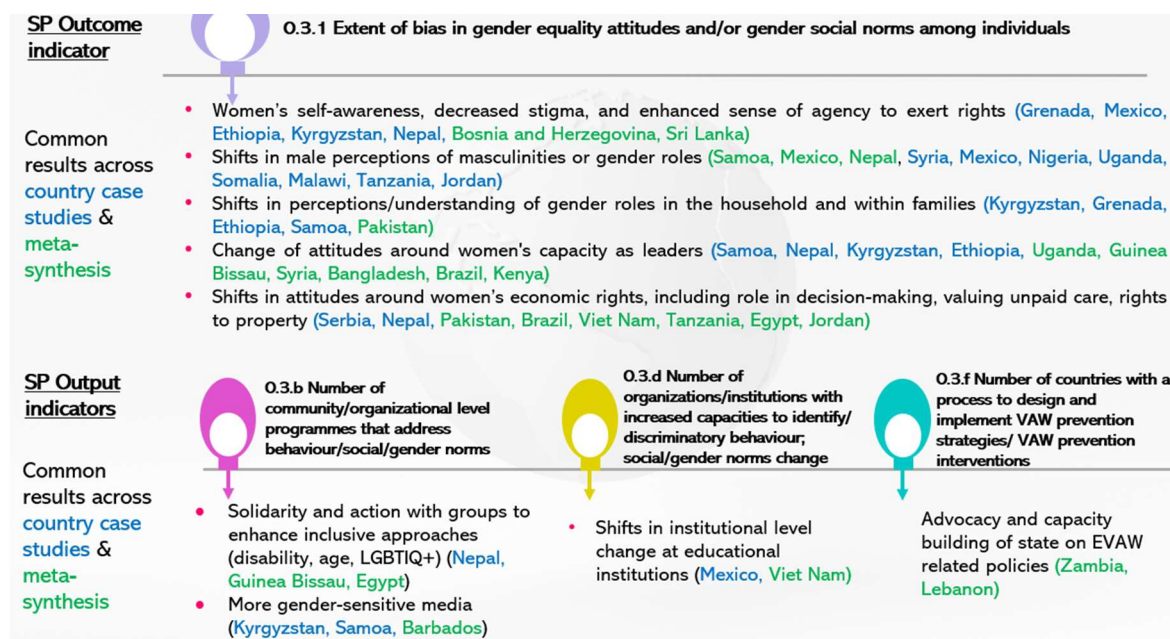 SP Outcome
indicator
0.3.1 Extent of bias in gender equality attitudes and/or gender social norms among individuals
Common
results across
country case
studies &
meta-
synthesis
• Women's self-awareness, decreased stigma, and enhanced sense of agency to exert rights (Grenada, Mexico,
Ethiopia, Kyrgyzstan, Nepal, Bosnia and Herzegovina, Sri Lanka)
• Shifts in male perceptions of masculinities or gender roles (Samoa, Mexico, Nepal, Syria, Mexico, Nigeria, Uganda,
Somalia, Malawi, Tanzania, Jordan)
• Shifts in perceptions/understanding of gender roles in the household and within families (Kyrgyzstan, Grenada,
Ethiopia, Samoa, Pakistan)
• Change of attitudes around women's capacity as leaders (Samoa, Nepal, Kyrgyzstan, Ethiopia, Uganda, Guinea
Bissau, Syria, Bangladesh, Brazil, Kenya)
• Shifts in attitudes around women's economic rights, including role in decision-making, valuing unpaid care, rights
to property (Serbia, Nepal, Pakistan, Brazil, Viet Nam, Tanzania, Egypt, Jordan)
SP Output
indicators
0.3.b Number of
community/organizational level
programmes that address
behaviour/social/gender norms
0.3.d Number of
organizations/institutions with
increased capacities to identify/
discriminatory behaviour;
social/gender norms change
0.3.f Number of countries with a
process to design and
implement VAW prevention
strategies/ VAW prevention
interventions
Common
results across
country case
studies &
meta-
synthesis
• Solidarity and action with groups to
enhance inclusive approaches
(disability, age, LGBTIQ+) (Nepal,
Guinea Bissau, Egypt)
• More gender-sensitive media
(Kyrgyzstan, Samoa, Barbados)
• Shifts in institutional level
change at educational
institutions (Mexico, Viet Nam)
Advocacy and capacity
building of state on EVAW
related policies (Zambia,
Lebanon)